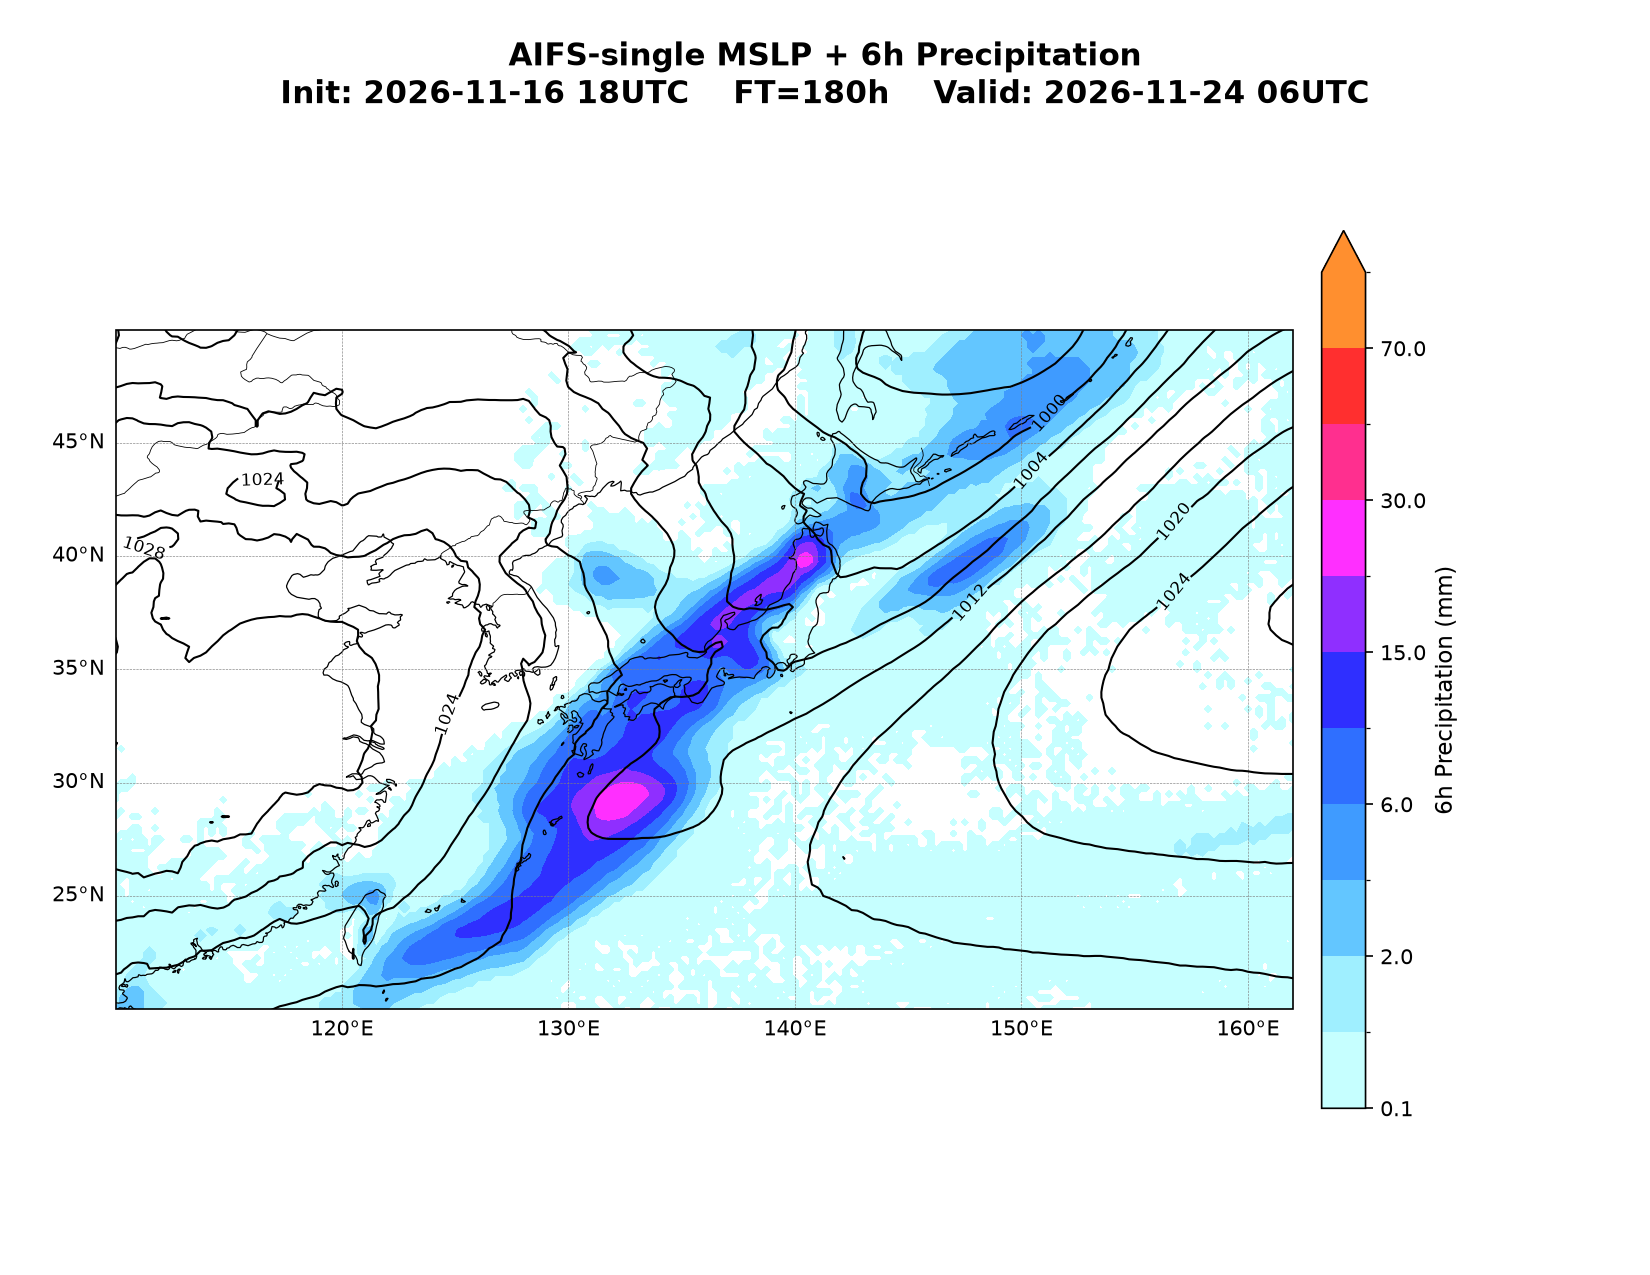 AIFS-single MSLP + 6h Precipitation
Init: 2026-11-16 18UTC    FT=180h    Valid: 2026-11-24 06UTC
45°N
40°N
35°N
30°N
25°N
120°E
130°E
140°E
150°E
160°E
1024
1028
1024
1000
1004
1012
1020
1024
70.0
30.0
15.0
6.0
2.0
0.1
6h Precipitation (mm)